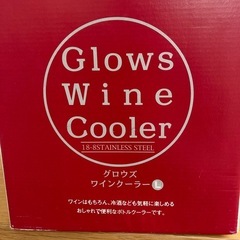 Glows
Wine
Cooler
18-8STAINLESS STEEL
グロウズ
ワインクーラー
ワインはもちろん、冷酒なども気軽に楽しめる
おしゃれで便利なボトルクーラーです。